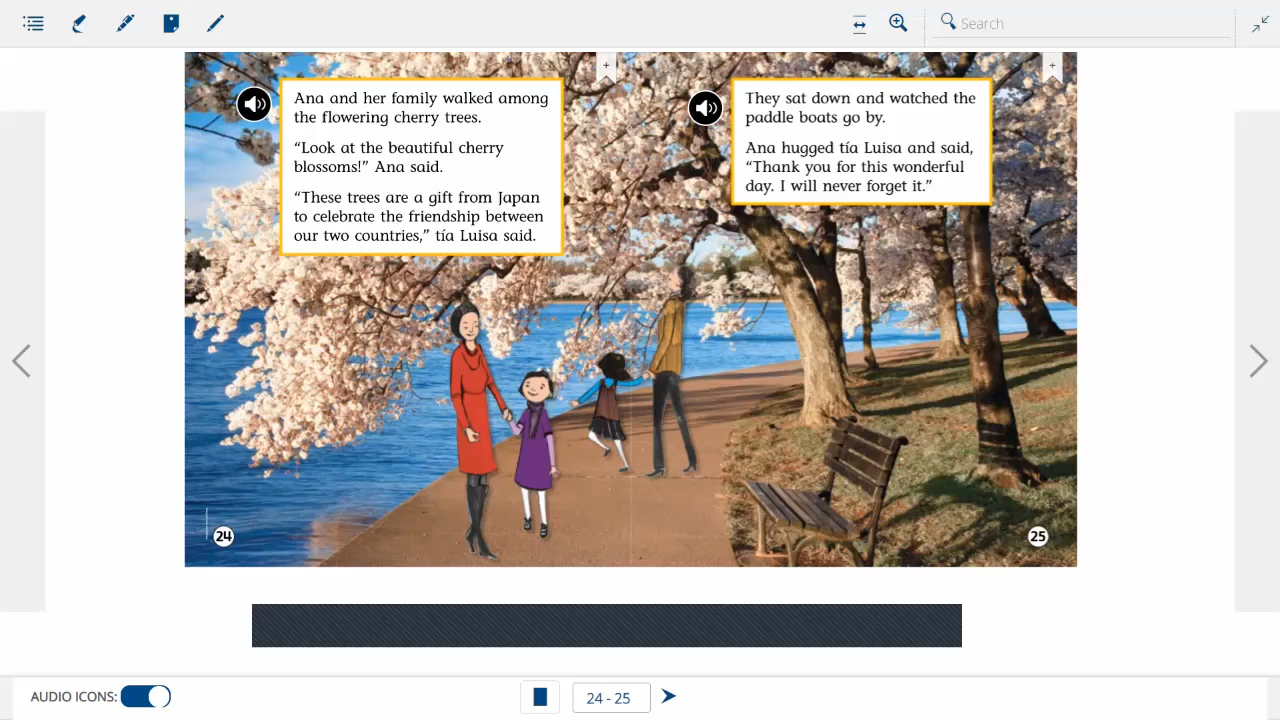 Search
+
+
Ana and her family walked among
the flowering cherry trees.
“Look at the beautiful cherry
blossoms!” Ana said.
“These trees are a gift from Japan
to celebrate the friendship between
our two countries,” tía Luisa said.
They sat down and watched the
paddle boats go by.
Ana hugged tía Luisa and said,
“Thank you for this wonderful
day. I will never forget it.”
24
25
AUDIO ICONS:
24 - 25